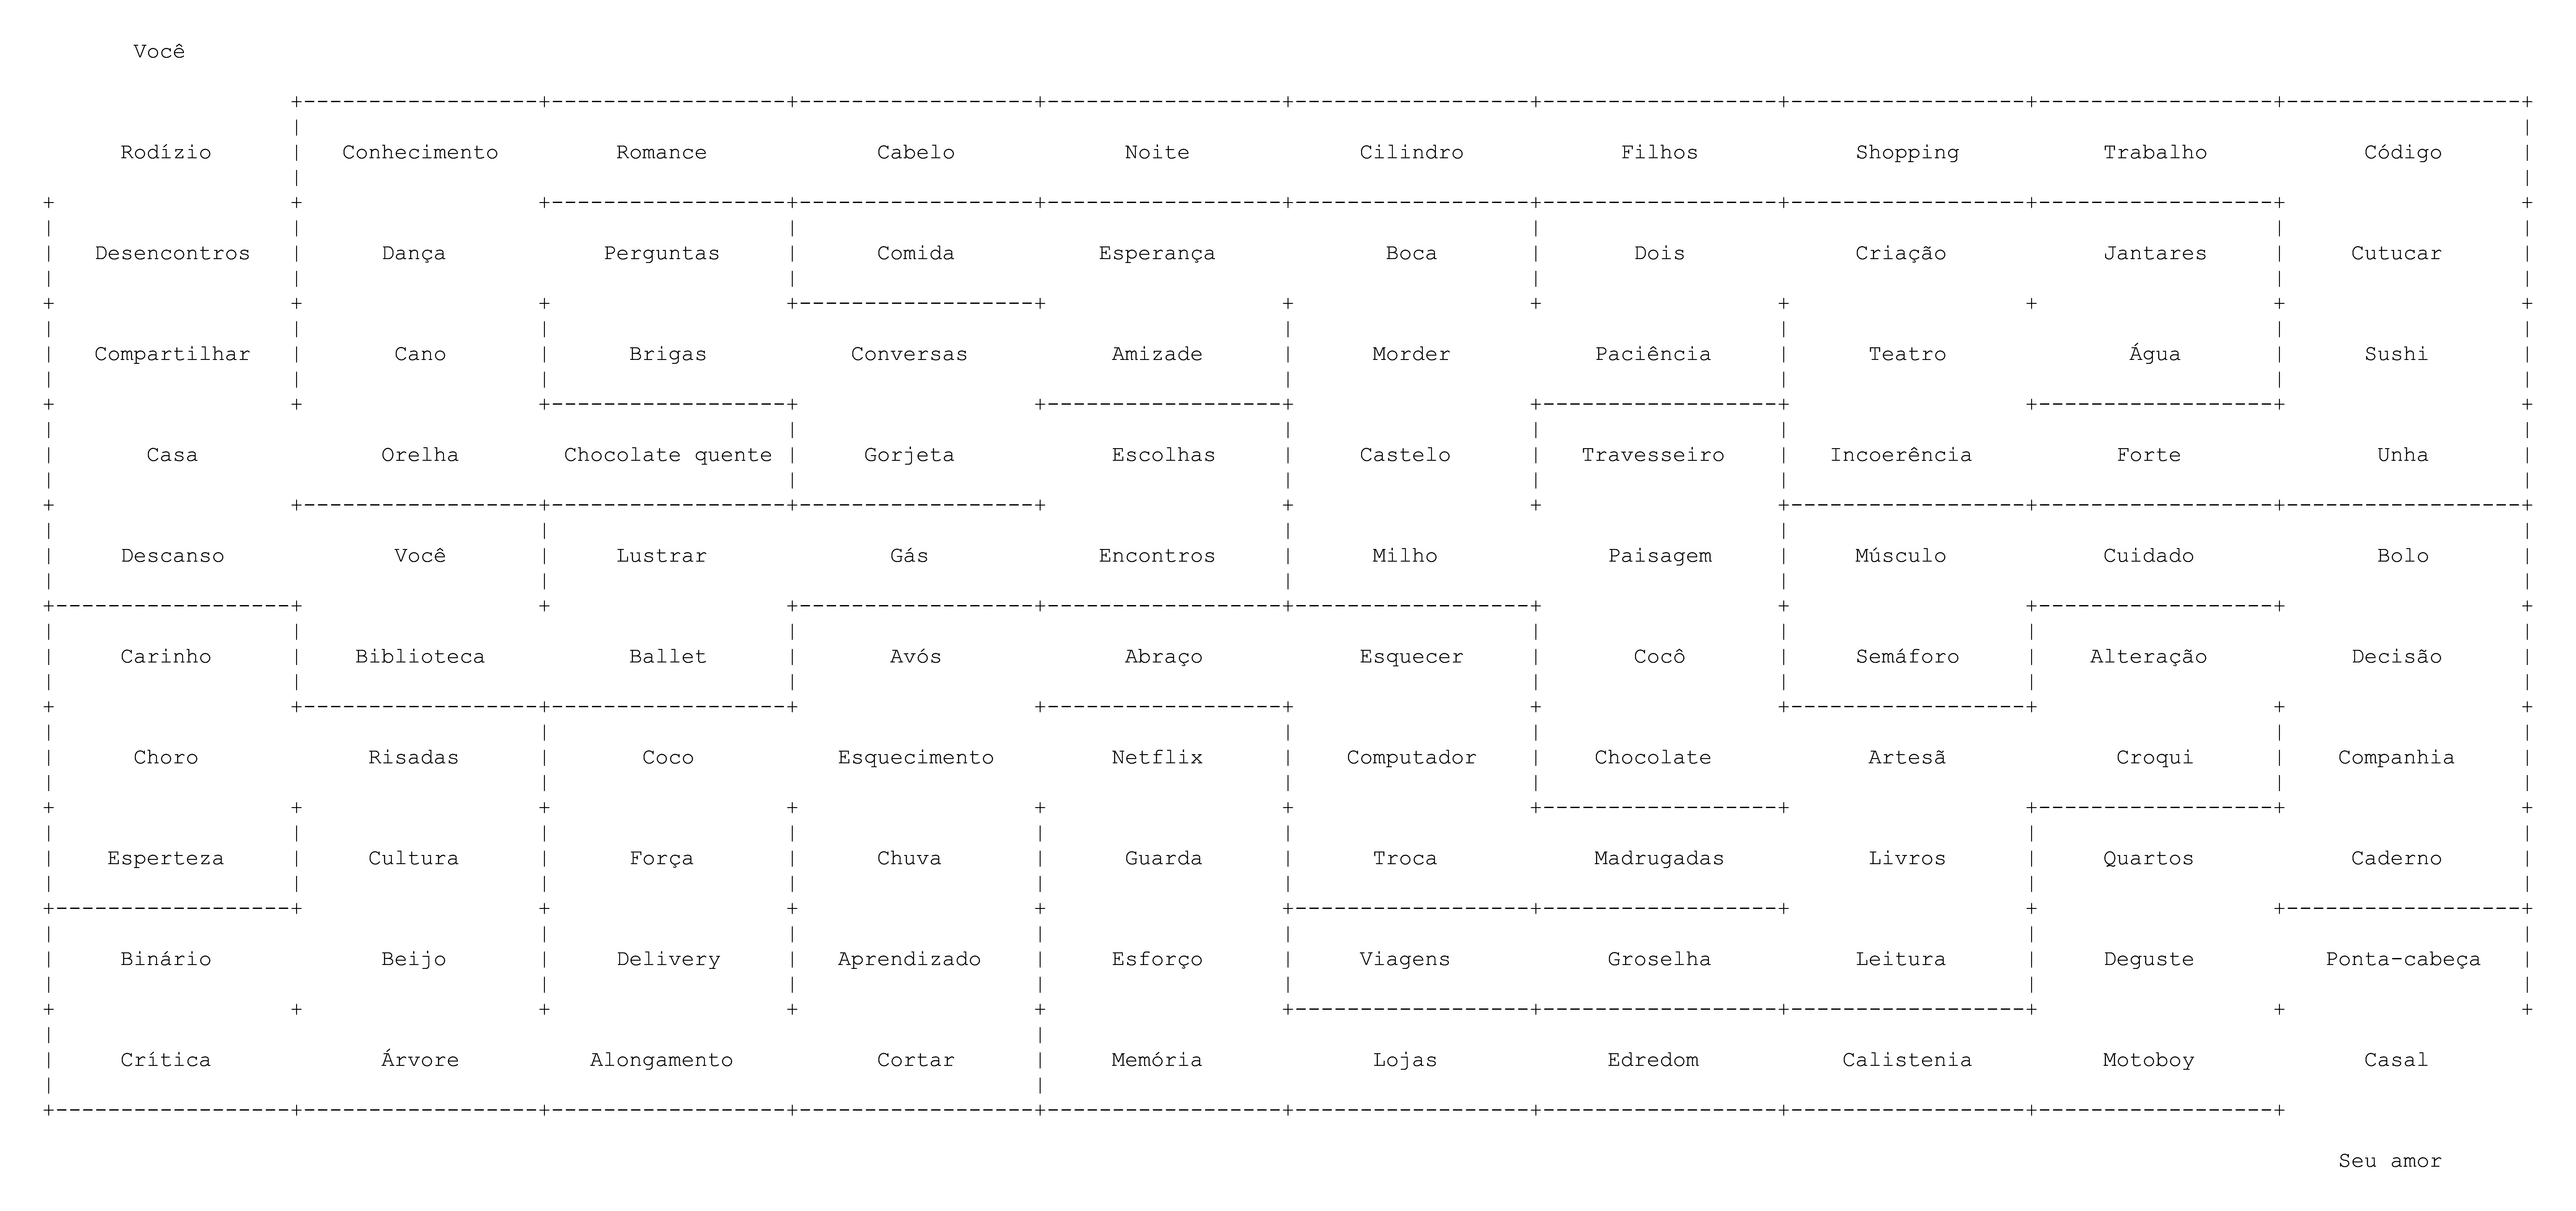 Você
Rodízio Conhecimento Romance Cabelo Noite Cilindro Filhos Shopping Trabalho Código
Desencontros Dança Perguntas Comida Esperança Boca Dois Criação Jantares Cutucar
Compartilhar Cano Brigas Conversas Amizade Morder Paciência Teatro Água Sushi
Casa Orelha Chocolate quente Gorjeta Escolhas Castelo Travesseiro Incoerência Forte Unha
Descanso Você Lustrar Gás Encontros Milho Paisagem Músculo Cuidado Bolo
Carinho Biblioteca Ballet Avós Abraço Esquecer Cocô Semáforo Alteração Decisão
Choro Risadas Coco Esquecimento Netflix Computador Chocolate Artesã Croqui Companhia
Esperteza Cultura Força Chuva Guarda Troca Madrugadas Livros Quartos Caderno
Binário Beijo Delivery Aprendizado Esforço Viagens Groselha Leitura Deguste Ponta-cabeça
Crítica Árvore Alongamento Cortar Memória Lojas Edredom Calistenia Motoboy Casal
Seu amor